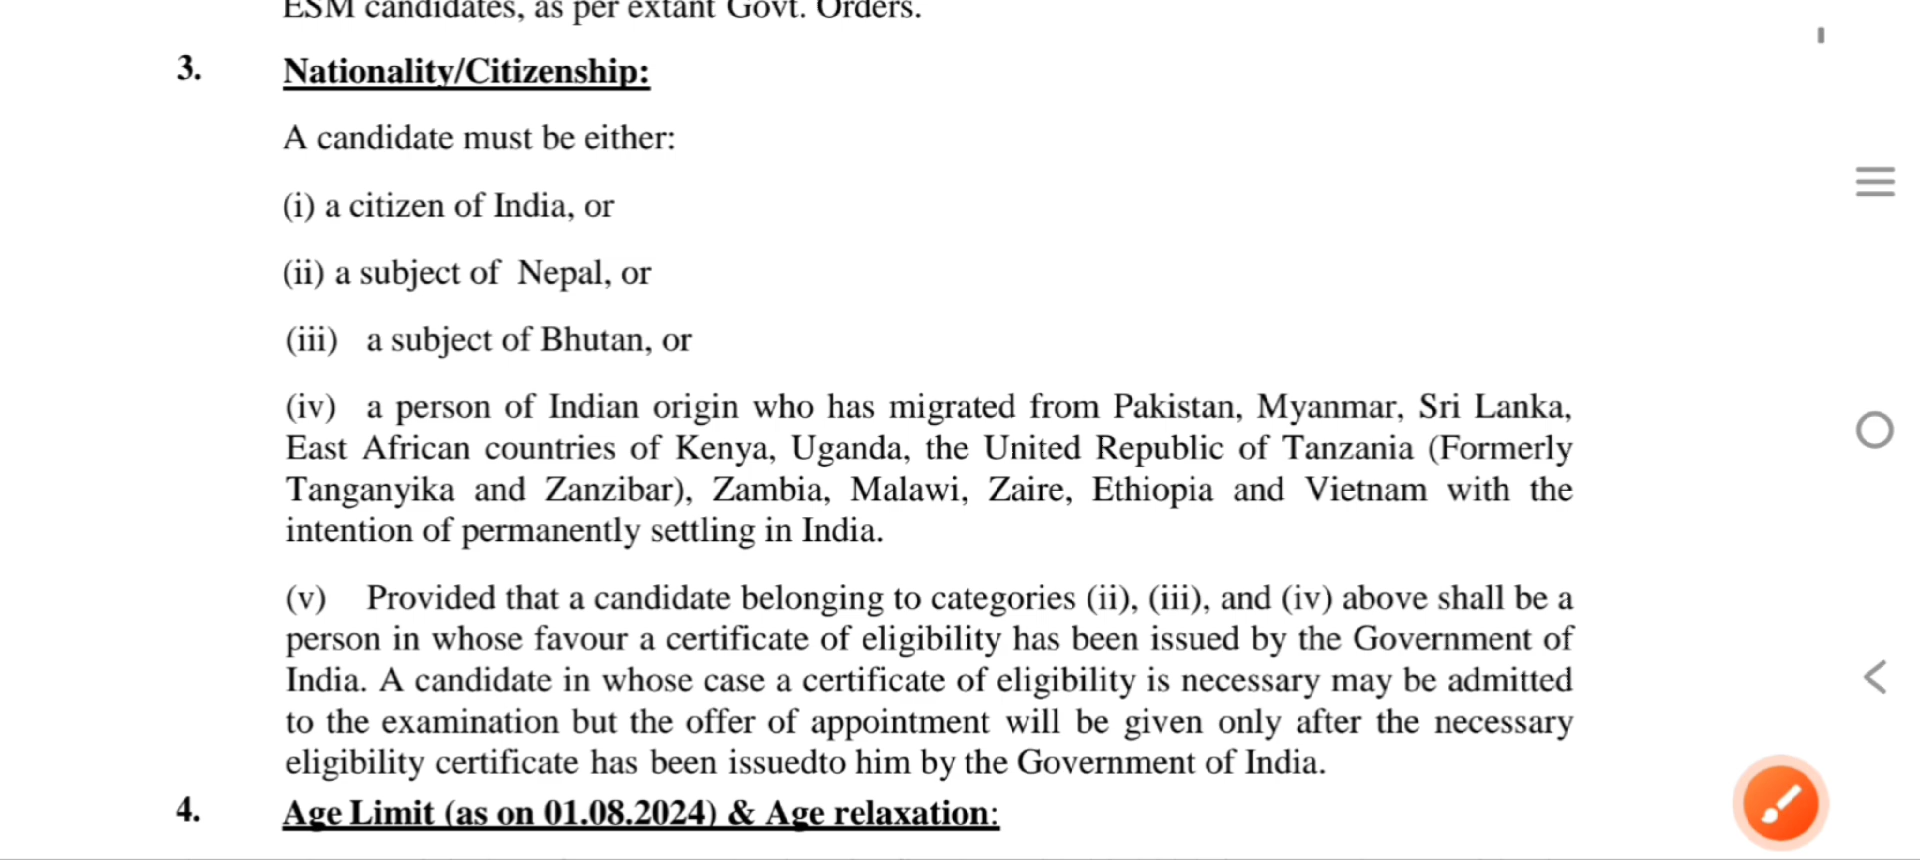 ESM candidates, as per extant Govt. Orders.
3. Nationality/Citizenship:
A candidate must be either:
(i) a citizen of India, or
(ii) a subject of Nepal, or
(iii) a subject of Bhutan, or
(iv) a person of Indian origin who has migrated from Pakistan, Myanmar, Sri Lanka,
East African countries of Kenya, Uganda, the United Republic of Tanzania (Formerly
Tanganyika and Zanzibar), Zambia, Malawi, Zaire, Ethiopia and Vietnam with the
intention of permanently settling in India.
(v) Provided that a candidate belonging to categories (ii), (iii), and (iv) above shall be a
person in whose favour a certificate of eligibility has been issued by the Government of
India. A candidate in whose case a certificate of eligibility is necessary may be admitted
to the examination but the offer of appointment will be given only after the necessary
eligibility certificate has been issuedto him by the Government of India.
4. Age Limit (as on 01.08.2024) & Age relaxation: